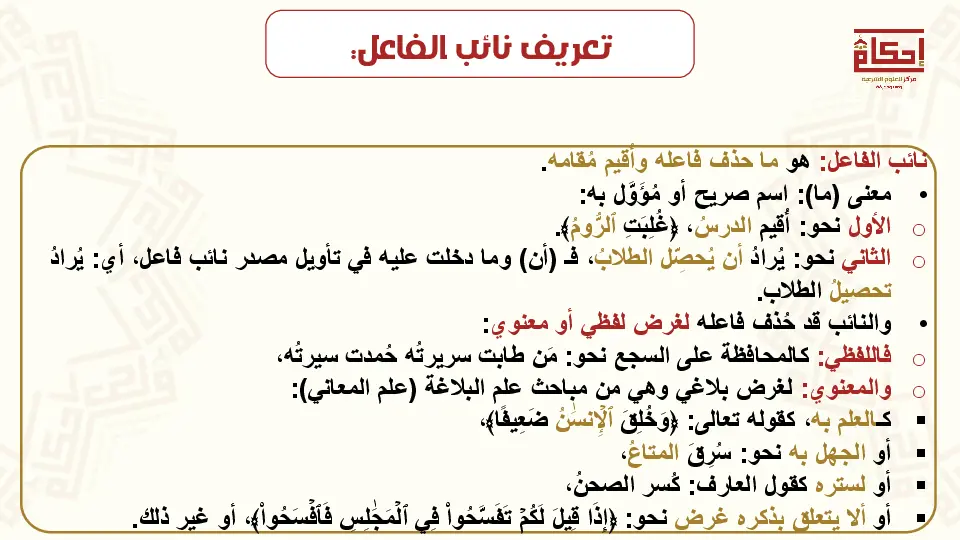 تعريف نائب الفاعل:
إحكام
مركز للعلوم الشرعية
نائب الفاعل: هو ما حذف فاعله وأُقيم مُقامه.
• معنى (ما): اسم صريح أو مُؤَوَّل به:
○ الأول نحو: أُقيم الدرسُ، ﴿غُلِبَتِ ٱلرُّومُ﴾.
○ الثاني نحو: يُرادُ أن يُحصِّل الطلابُ، فـ (أن) وما دخلت عليه في تأويل مصدر نائب فاعل، أي: يُرادُ
تحصيلُ الطلاب.
• والنائب قد حُذف فاعله لغرض لفظي أو معنوي:
○ فاللفظي: كالمحافظة على السجع نحو: مَن طابت سريرتُه حُمدت سيرتُه،
○ والمعنوي: لغرض بلاغي وهي من مباحث علم البلاغة (علم المعاني):
▪ كـالعلم به، كقوله تعالى: ﴿وَخُلِقَ ٱلۡإِنسَٰنُ ضَعِيفٗا﴾،
▪ أو الجهل به نحو: سُرِقَ المتاعُ،
▪ أو لستره كقول العارف: كُسر الصحنُ،
▪ أو ألا يتعلق بذكره غرض نحو: ﴿إِذَا قِيلَ لَكُمۡ تَفَسَّحُواْ فِي ٱلۡمَجَٰلِسِ فَٱفۡسَحُواْ﴾، أو غير ذلك.